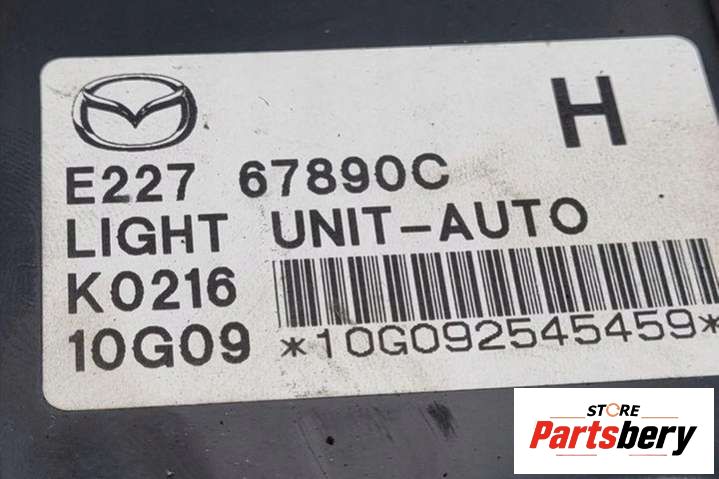 H
E227 67890C
LIGHT UNIT-AUTO
K0216
10G09 *10G092545459*
STORE
Partsbery